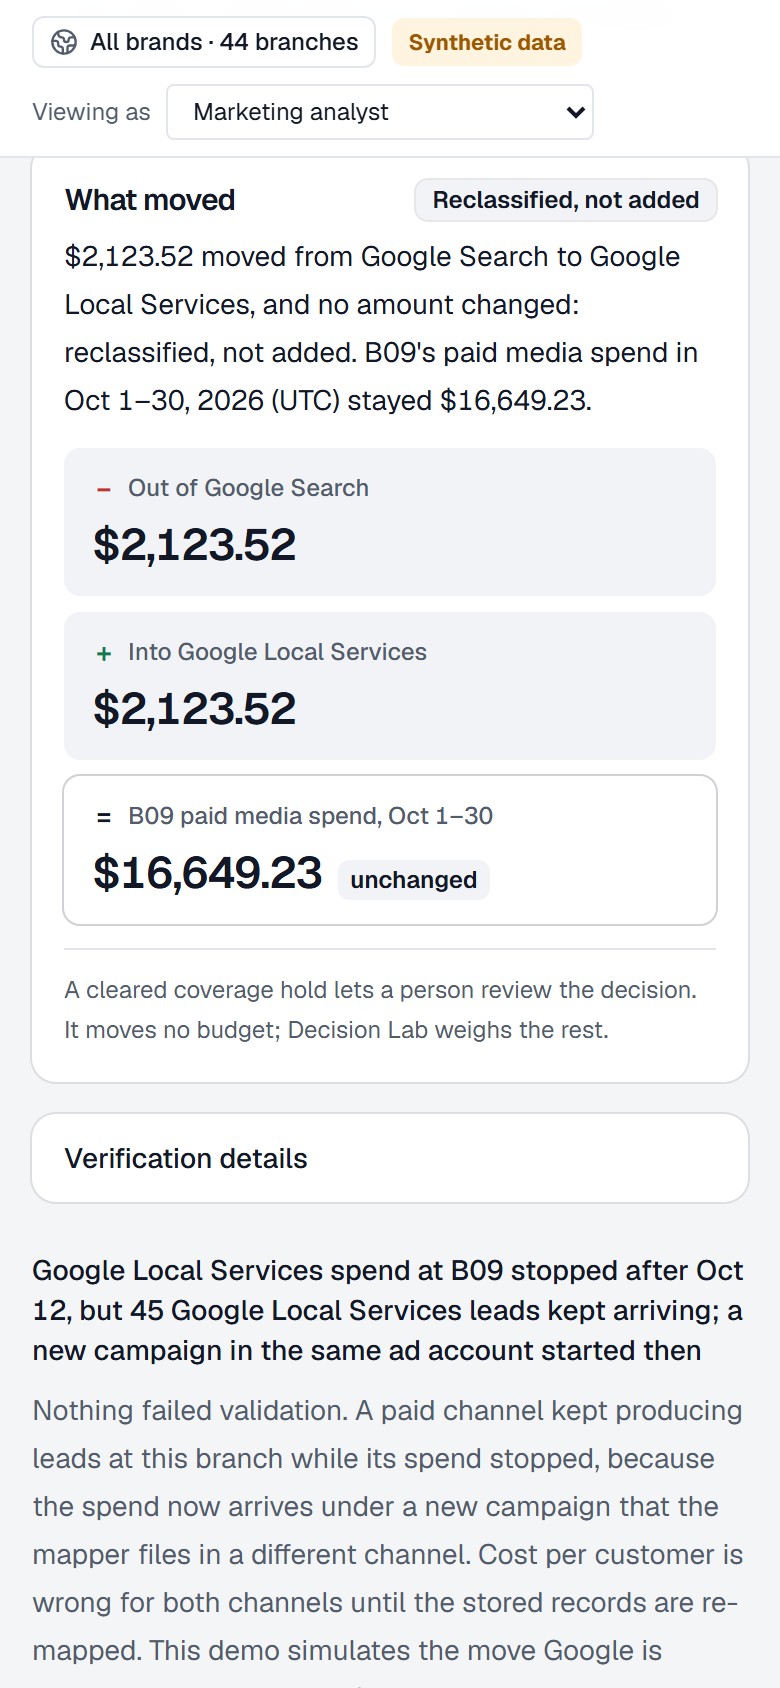 All brands · 44 branches
Synthetic data
Viewing as
Marketing analyst
What moved
Reclassified, not added
$2,123.52 moved from Google Search to Google
Local Services, and no amount changed:
reclassified, not added. B09's paid media spend in
Oct 1–30, 2026 (UTC) stayed $16,649.23.
– Out of Google Search
$2,123.52
+ Into Google Local Services
$2,123.52
= B09 paid media spend, Oct 1–30
$16,649.23 unchanged
A cleared coverage hold lets a person review the decision.
It moves no budget; Decision Lab weighs the rest.
Verification details
Google Local Services spend at B09 stopped after Oct
12, but 45 Google Local Services leads kept arriving; a
new campaign in the same ad account started then
Nothing failed validation. A paid channel kept producing
leads at this branch while its spend stopped, because
the spend now arrives under a new campaign that the
mapper files in a different channel. Cost per customer is
wrong for both channels until the stored records are re-
mapped. This demo simulates the move Google is